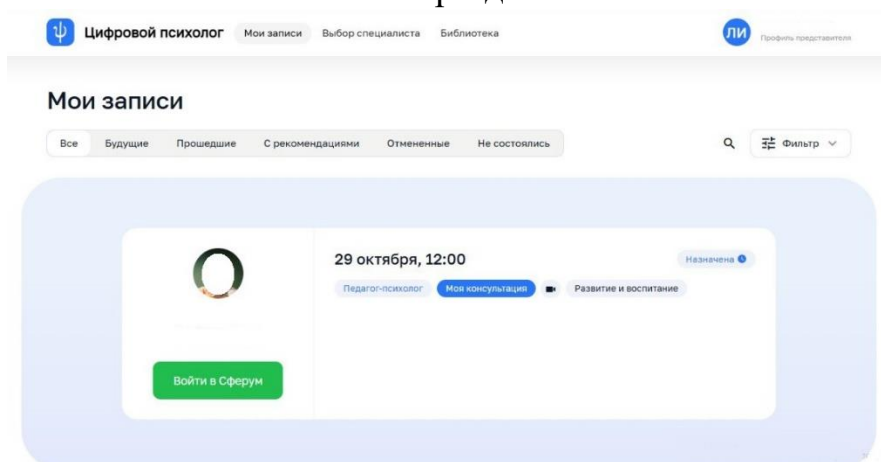 Цифровой психолог Мои записи Выбор специалиста Библиотека ЛИ Профиль представителя
Мои записи
Все Будущие Прошедшие С рекомендациями Отмененные Не состоялись Фильтр
29 октября, 12:00 Назначена
Педагог-психолог Моя консультация Развитие и воспитание
Войти в Сферум